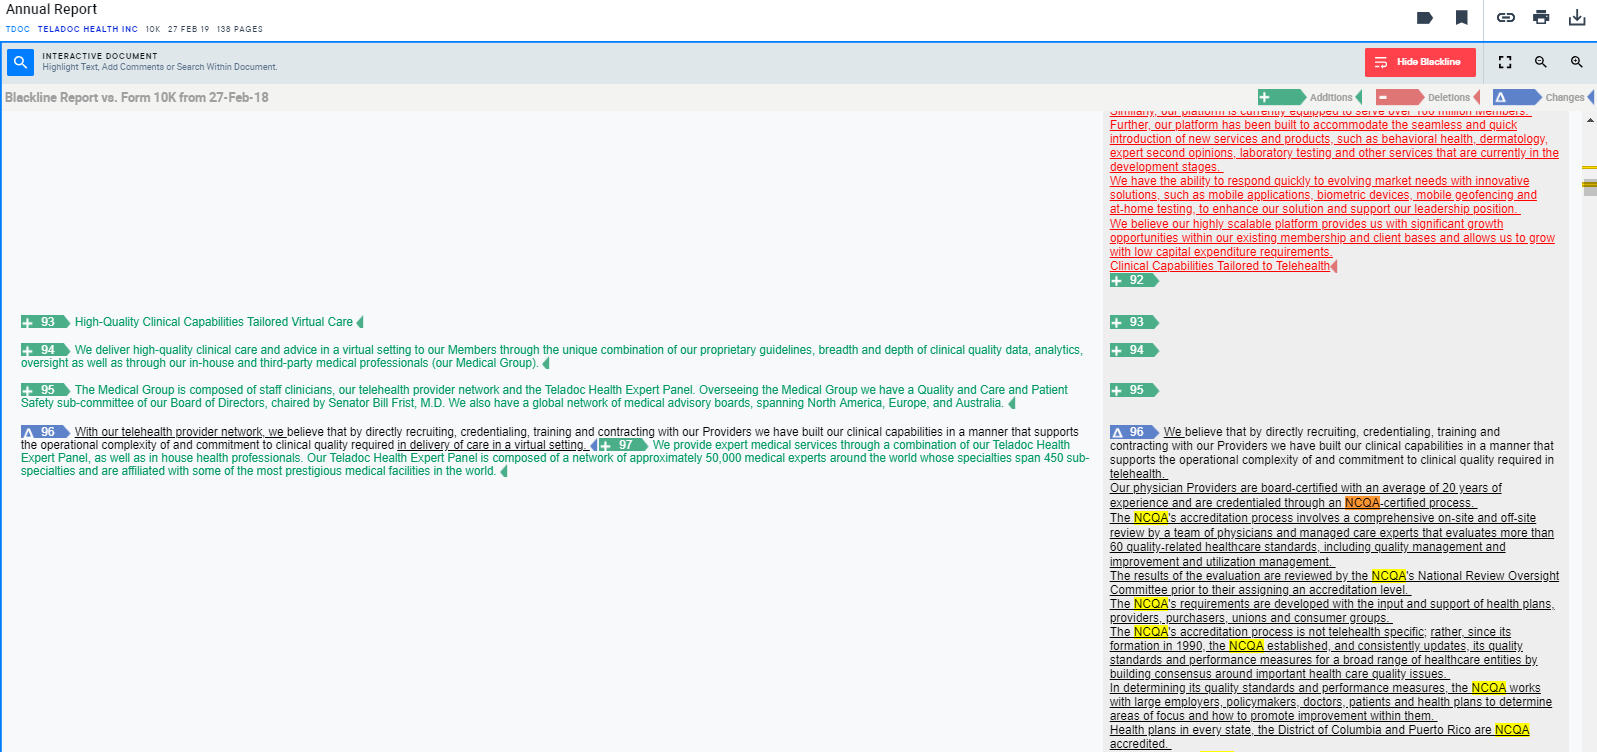 Annual Report
TDOC TELADOC HEALTH INC 10K 27 FEB 19 138 PAGES
INTERACTIVE DOCUMENT
Highlight Text, Add Comments or Search Within Document.
Hide Blackline
Blackline Report vs. Form 10K from 27-Feb-18
+ Additions
− Deletions
Δ Changes
+ 93 High-Quality Clinical Capabilities Tailored Virtual Care
+ 94 We deliver high-quality clinical care and advice in a virtual setting to our Members through the unique combination of our proprietary guidelines, breadth and depth of clinical quality data, analytics,
oversight as well as through our in-house and third-party medical professionals (our Medical Group).
+ 95 The Medical Group is composed of staff clinicians, our telehealth provider network and the Teladoc Health Expert Panel. Overseeing the Medical Group we have a Quality and Care and Patient
Safety sub-committee of our Board of Directors, chaired by Senator Bill Frist, M.D. We also have a global network of medical advisory boards, spanning North America, Europe, and Australia.
Δ 96 With our telehealth provider network, we believe that by directly recruiting, credentialing, training and contracting with our Providers we have built our clinical capabilities in a manner that supports
the operational complexity of and commitment to clinical quality required in delivery of care in a virtual setting. + 97 We provide expert medical services through a combination of our Teladoc Health
Expert Panel, as well as in house health professionals. Our Teladoc Health Expert Panel is composed of a network of approximately 50,000 medical experts around the world whose specialties span 450 sub-
specialties and are affiliated with some of the most prestigious medical facilities in the world.
Similarly, our platform is currently equipped to serve over 100 million Members.
Further, our platform has been built to accommodate the seamless and quick
introduction of new services and products, such as behavioral health, dermatology,
expert second opinions, laboratory testing and other services that are currently in the
development stages.
We have the ability to respond quickly to evolving market needs with innovative
solutions, such as mobile applications, biometric devices, mobile geofencing and
at-home testing, to enhance our solution and support our leadership position.
We believe our highly scalable platform provides us with significant growth
opportunities within our existing membership and client bases and allows us to grow
with low capital expenditure requirements.
Clinical Capabilities Tailored to Telehealth
+ 92
+ 93
+ 94
+ 95
Δ 96 We believe that by directly recruiting, credentialing, training and
contracting with our Providers we have built our clinical capabilities in a manner that
supports the operational complexity of and commitment to clinical quality required in
telehealth.
Our physician Providers are board-certified with an average of 20 years of
experience and are credentialed through an NCQA-certified process.
The NCQA's accreditation process involves a comprehensive on-site and off-site
review by a team of physicians and managed care experts that evaluates more than
60 quality-related healthcare standards, including quality management and
improvement and utilization management.
The results of the evaluation are reviewed by the NCQA's National Review Oversight
Committee prior to their assigning an accreditation level.
The NCQA's requirements are developed with the input and support of health plans,
providers, purchasers, unions and consumer groups.
The NCQA's accreditation process is not telehealth specific; rather, since its
formation in 1990, the NCQA established, and consistently updates, its quality
standards and performance measures for a broad range of healthcare entities by
building consensus around important health care quality issues.
In determining its quality standards and performance measures, the NCQA works
with large employers, policymakers, doctors, patients and health plans to determine
areas of focus and how to promote improvement within them.
Health plans in every state, the District of Columbia and Puerto Rico are NCQA
accredited.